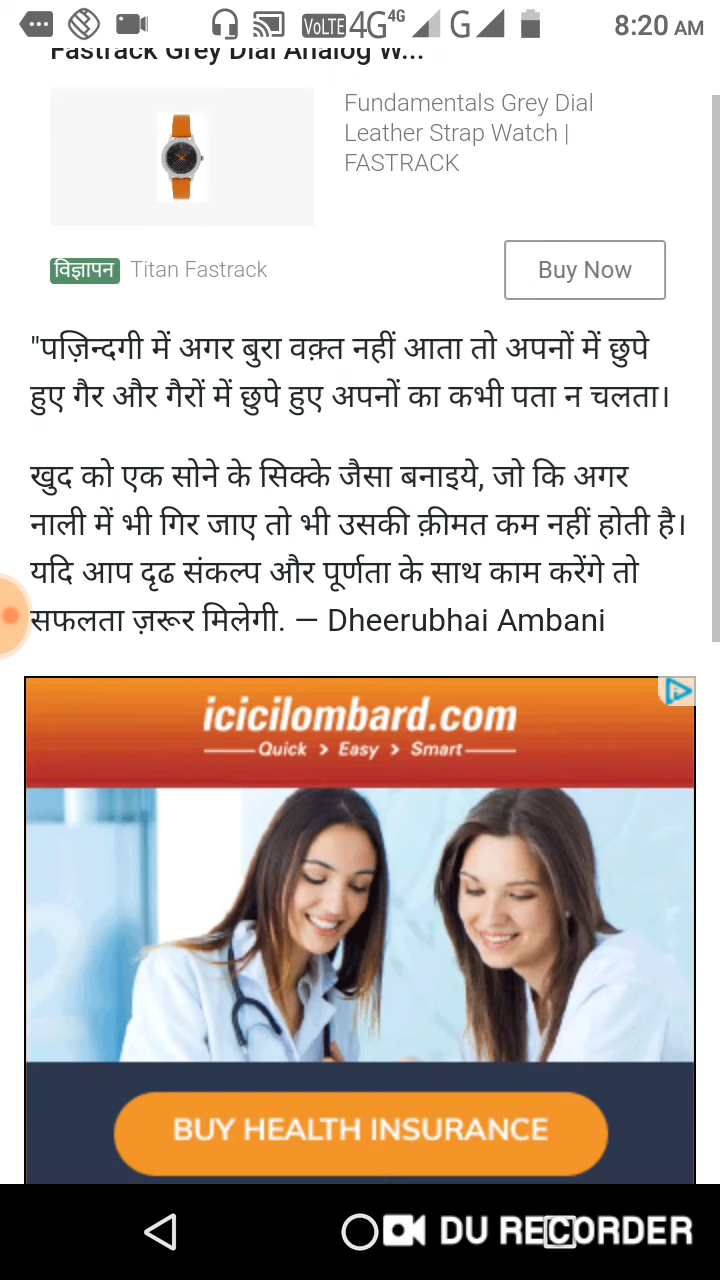 VoLTE 4G 4G G 8:20 AM
Fastrack Grey Dial Analog W...
Fundamentals Grey Dial
Leather Strap Watch |
FASTRACK
विज्ञापन Titan Fastrack
Buy Now
"पज़िन्दगी में अगर बुरा वक़्त नहीं आता तो अपनों में छुपे
हुए गैर और गैरों में छुपे हुए अपनों का कभी पता न चलता।
खुद को एक सोने के सिक्के जैसा बनाइये, जो कि अगर
नाली में भी गिर जाए तो भी उसकी क़ीमत कम नहीं होती है।
यदि आप दृढ संकल्प और पूर्णता के साथ काम करेंगे तो
सफलता ज़रूर मिलेगी. — Dheerubhai Ambani
icicilombard.com
Quick > Easy > Smart
BUY HEALTH INSURANCE
DU RECORDER